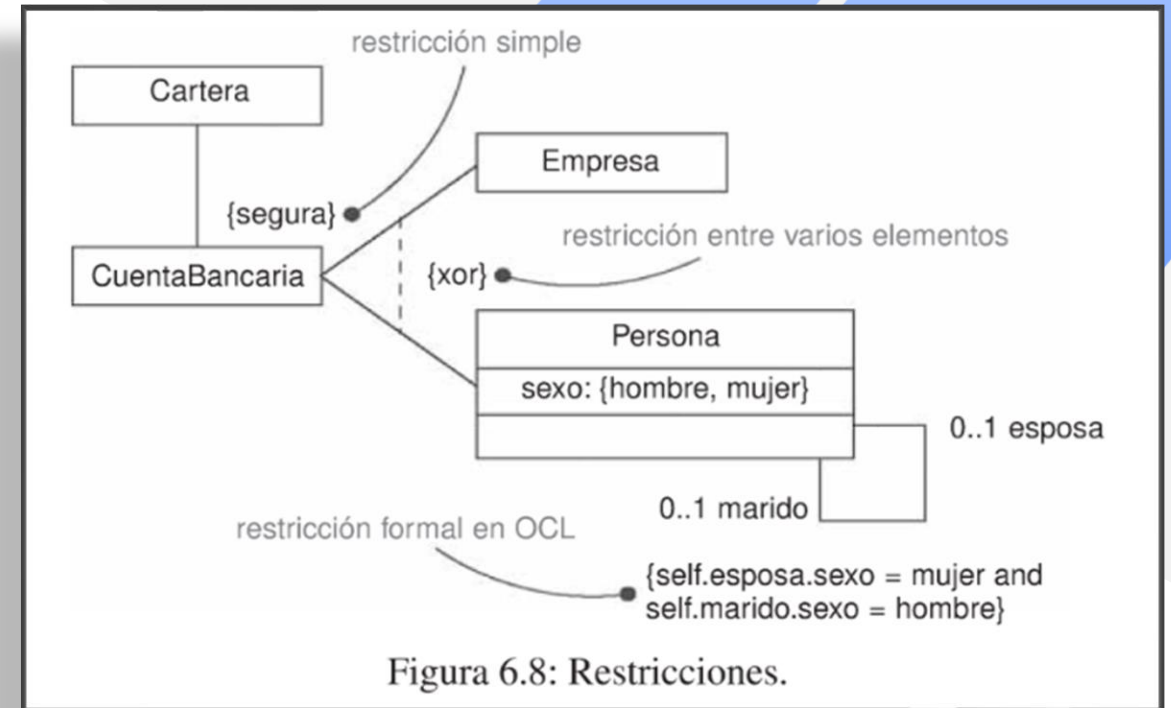 restricción simple
Cartera
Empresa
{segura}
restricción entre varios elementos
CuentaBancaria
{xor}
Persona
sexo: {hombre, mujer}
0..1 esposa
0..1 marido
restricción formal en OCL
{self.esposa.sexo = mujer and
self.marido.sexo = hombre}
Figura 6.8: Restricciones.